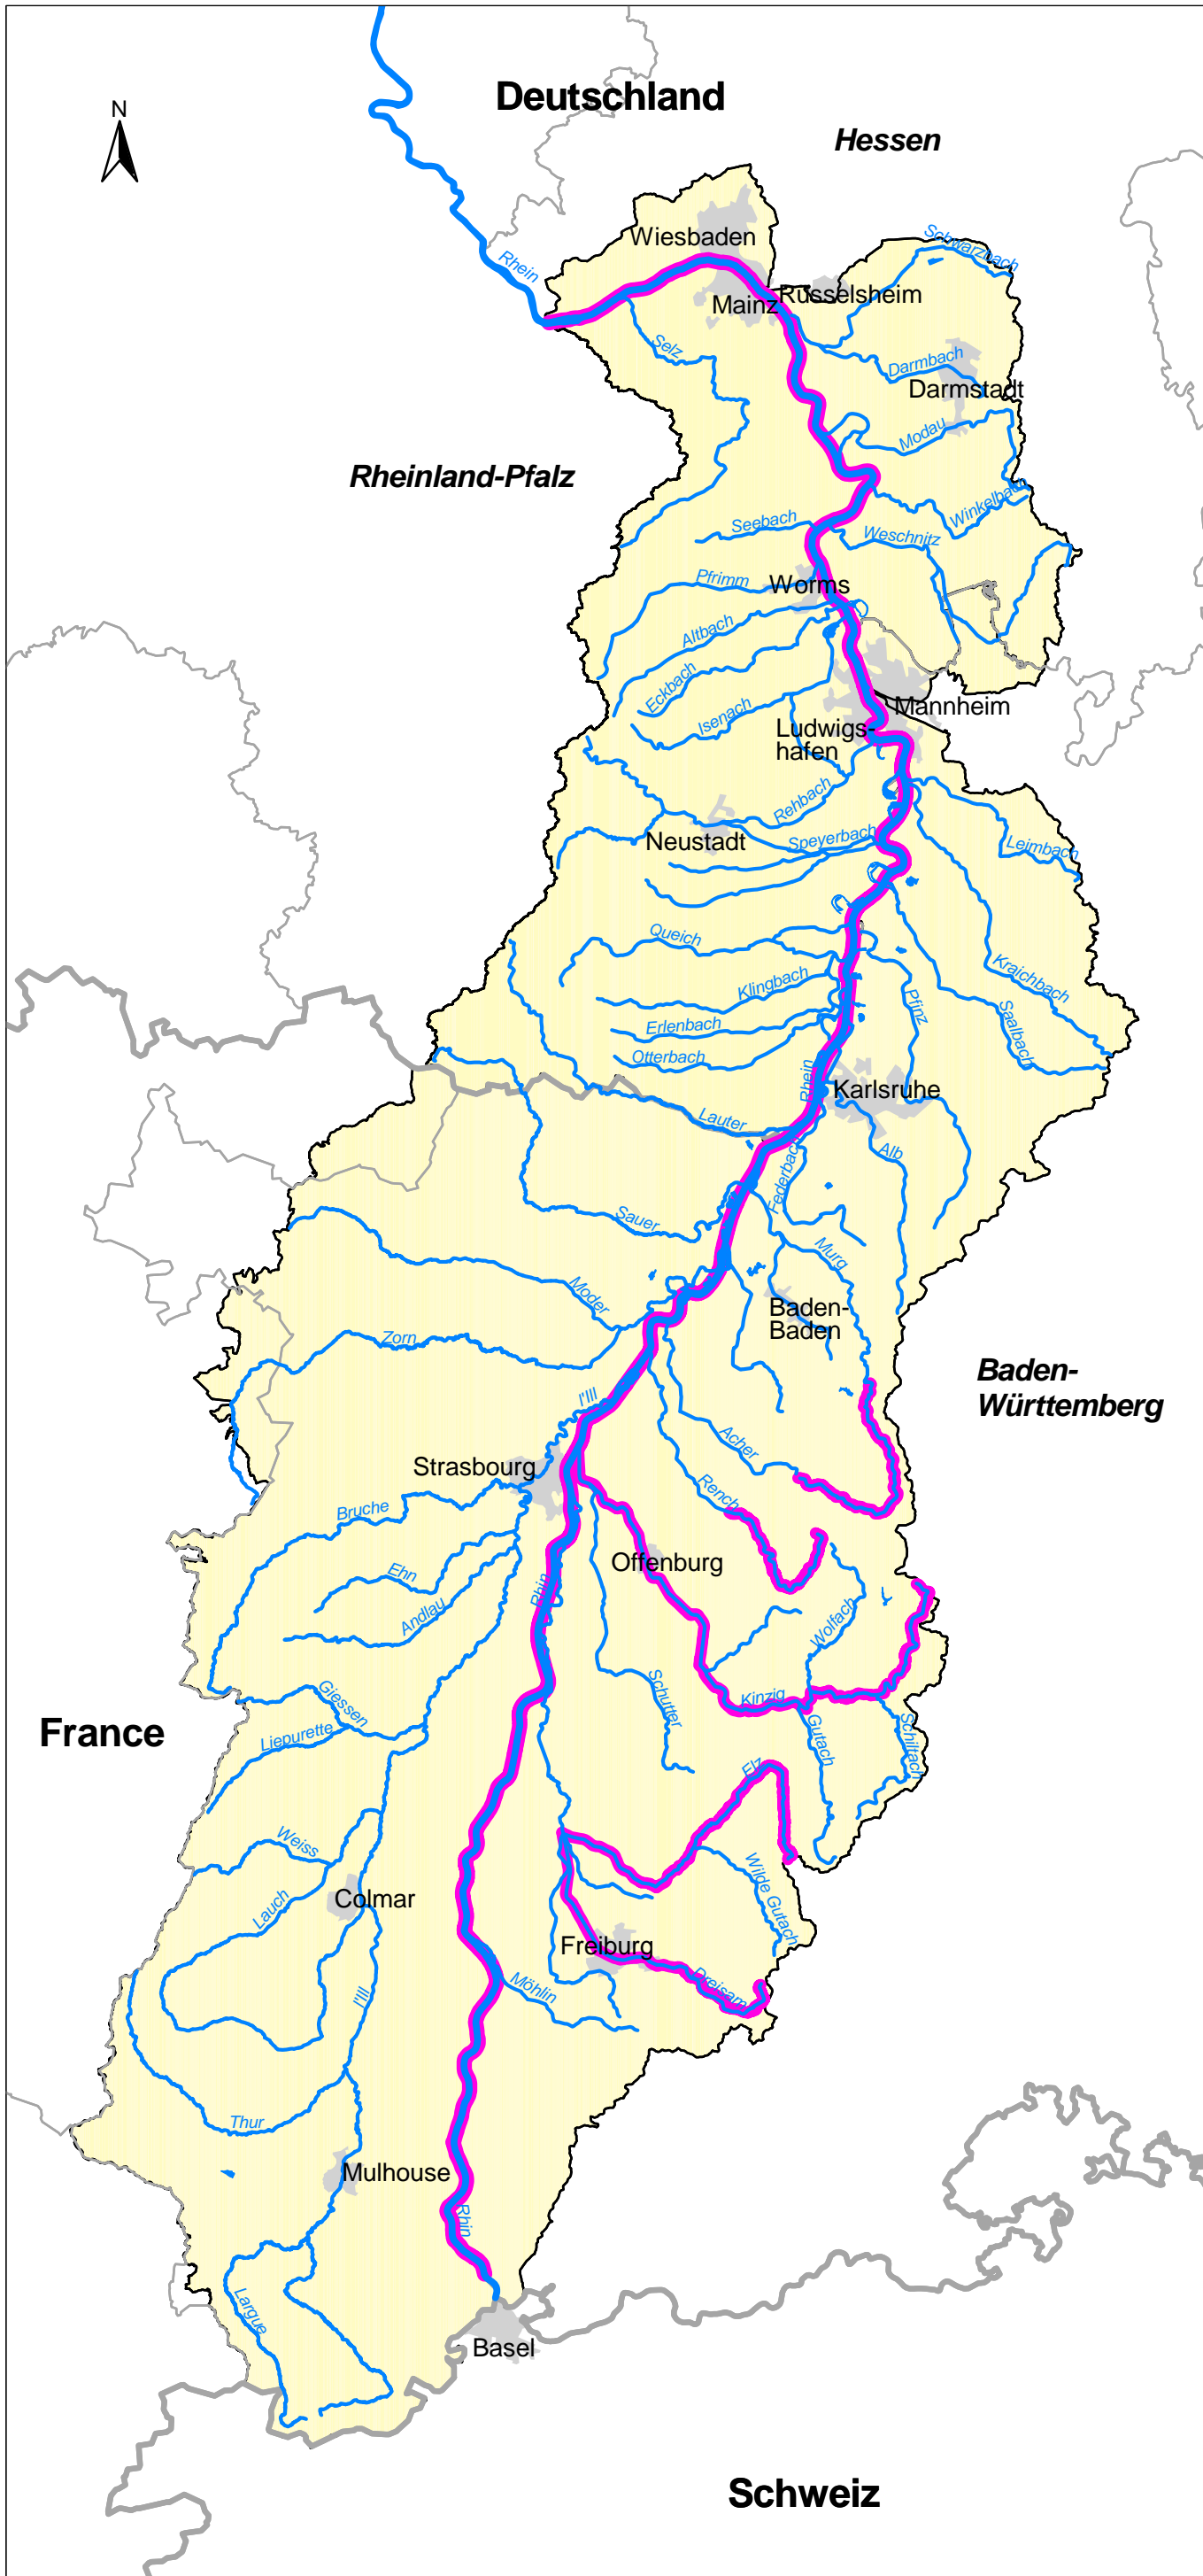 Deutschland
N
Hessen
Schwarzbach
Wiesbaden
Rhein
Rüsselsheim
Mainz
Selz
Darmbach
Darmstadt
Modau
Rheinland-Pfalz
Winkelbach
Seebach
Weschnitz
Pfrimm
Worms
Altbach
Eckbach
Isenach
Mannheim
Ludwigs-
hafen
Rehbach
Neustadt
Speyerbach
Leimbach
Queich
Klingbach
Kraichbach
Pfinz
Saalbach
Erlenbach
Otterbach
Rhein
Karlsruhe
Lauter
Alb
Federbach
Sauer
Murg
Moder
Baden-
Baden
Zorn
Baden-
Württemberg
l'Ill
Acher
Strasbourg
Rench
Bruche
Offenburg
Ehn
Rhin
Andlau
Wolfach
Kinzig
Schutter
Giessen
Gutach
Schiltach
France
Liepurette
Elz
Weiss
Wilde Gutach
Lauch
Colmar
Freiburg
Dreisam
Möhlin
l'Ill
Thur
Mulhouse
Rhin
Largue
Basel
Schweiz